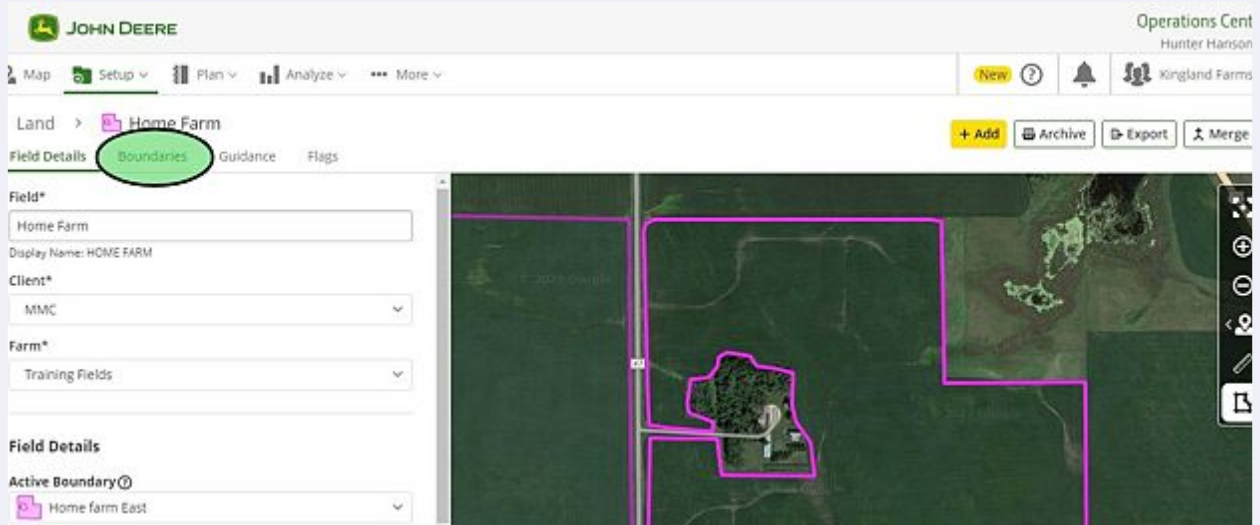 JOHN DEERE
Operations Cent
Hunter Hanson
Map Setup Plan Analyze More
New Kingland Farms
Land > Home Farm
+ Add Archive Export Merge
Field Details Boundaries Guidance Flags
Field*
Home Farm
Display Name: HOME FARM
Client*
MMC
Farm*
Training Fields
Field Details
Active Boundary
Home farm East